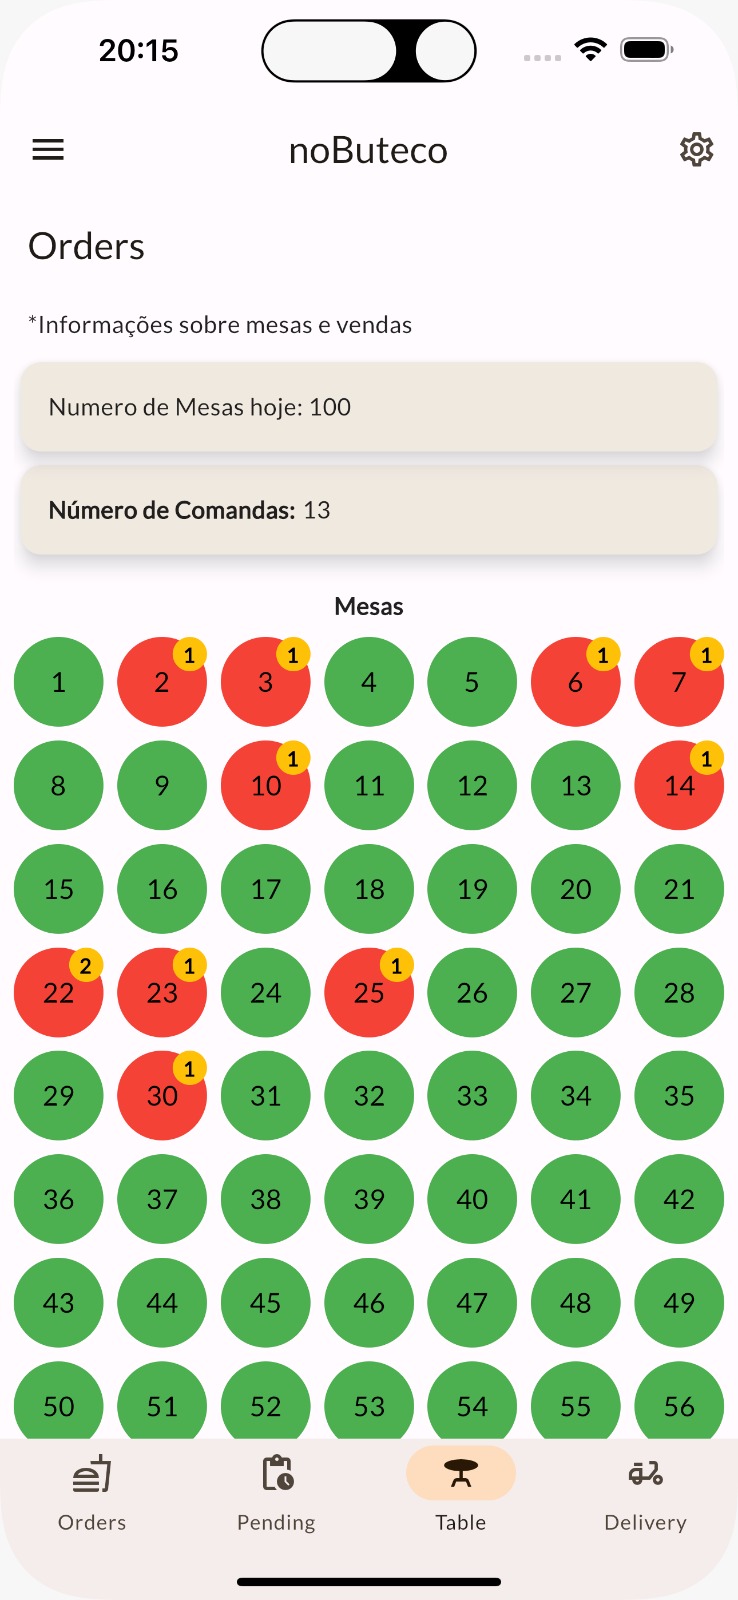 20:15
noButeco
Orders
*Informações sobre mesas e vendas
Numero de Mesas hoje: 100
Número de Comandas: 13
Mesas
1 2 1 3 1 4 5 6 1 7 1
8 9 10 1 11 12 13 14 1
15 16 17 18 19 20 21
22 2 23 1 24 25 1 26 27 28
29 30 1 31 32 33 34 35
36 37 38 39 40 41 42
43 44 45 46 47 48 49
50 51 52 53 54 55 56
Orders Pending Table Delivery